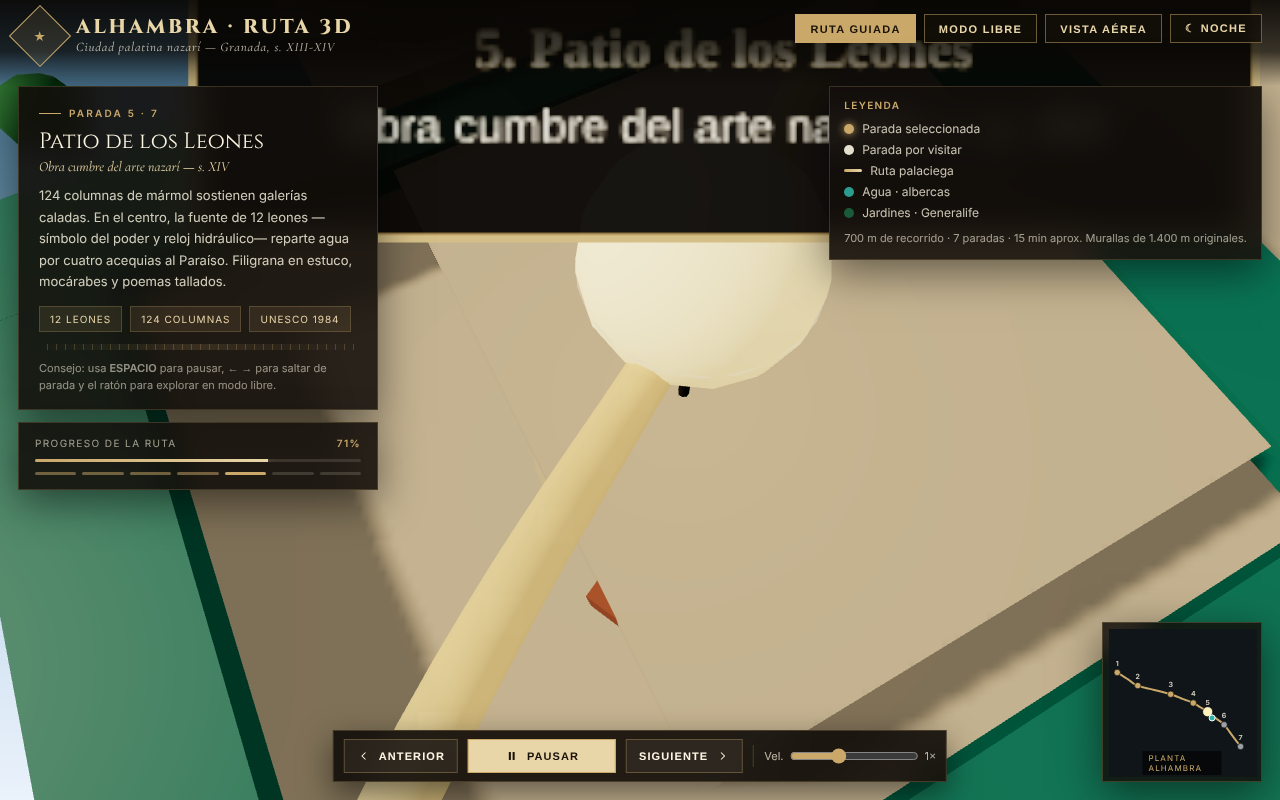 ALHAMBRA · RUTA 3D
Ciudad palatina nazarí — Granada, s. XIII-XIV
RUTA GUIADA
MODO LIBRE
VISTA AÉREA
☾ NOCHE
5. Patio de los Leones
obra cumbre del arte na
PARADA 5 · 7
Patio de los Leones
Obra cumbre del arte nazarí — s. XIV
124 columnas de mármol sostienen galerías
caladas. En el centro, la fuente de 12 leones —
símbolo del poder y reloj hidráulico— reparte agua
por cuatro acequias al Paraíso. Filigrana en estuco,
mocárabes y poemas tallados.
12 LEONES
124 COLUMNAS
UNESCO 1984
Consejo: usa ESPACIO para pausar, ← → para saltar de
parada y el ratón para explorar en modo libre.
PROGRESO DE LA RUTA
71%
LEYENDA
Parada seleccionada
Parada por visitar
Ruta palaciega
Agua · albercas
Jardines · Generalife
700 m de recorrido · 7 paradas · 15 min aprox. Murallas de 1.400 m originales.
1
2
3
4
5
6
7
PLANTA
ALHAMBRA
ANTERIOR
PAUSAR
SIGUIENTE
Vel.
1×